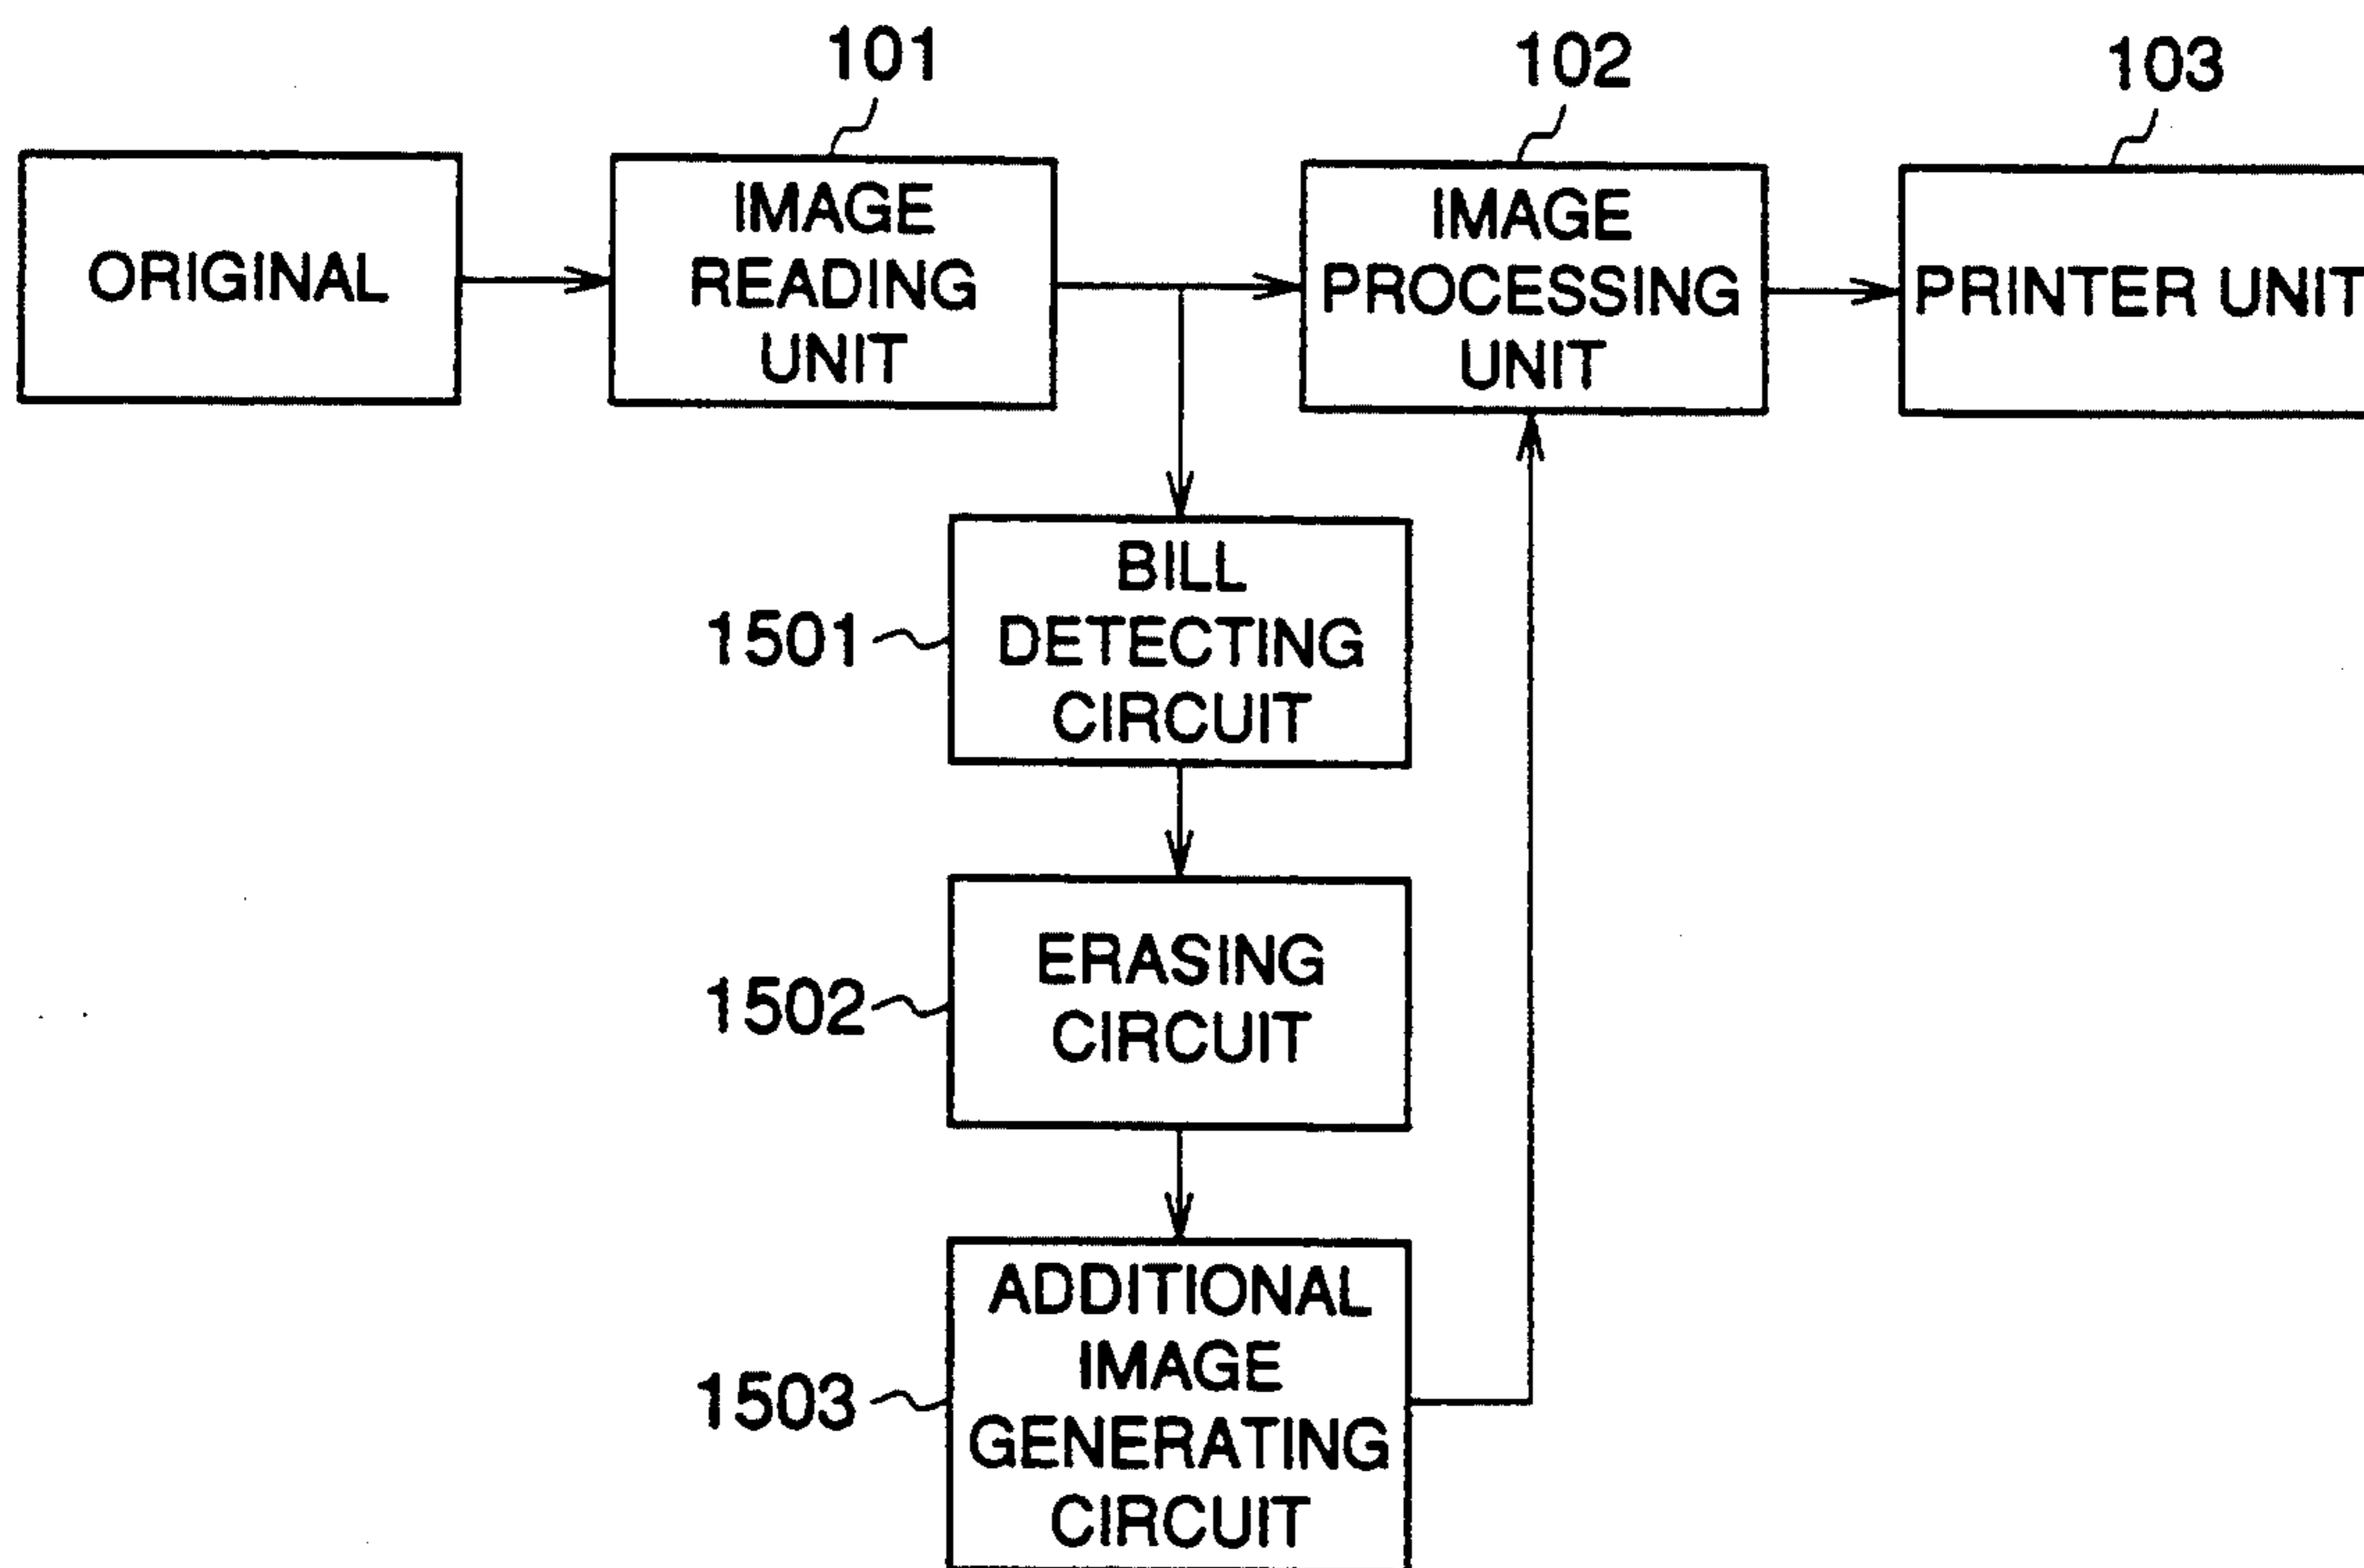 101
102
103
ORIGINAL
IMAGE
READING
UNIT
IMAGE
PROCESSING
UNIT
PRINTER UNIT
1501
BILL
DETECTING
CIRCUIT
1502
ERASING
CIRCUIT
1503
ADDITIONAL
IMAGE
GENERATING
CIRCUIT